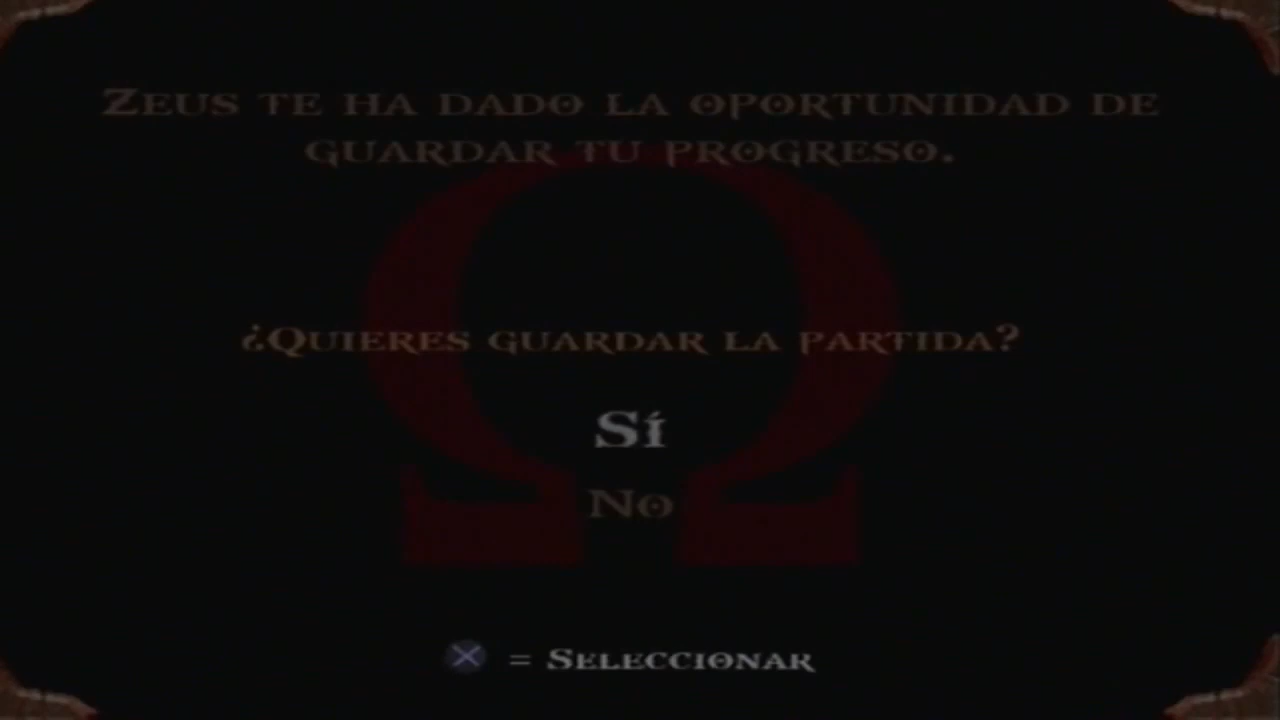 Zeus te ha dado la oportunidad de
guardar tu progreso.
¿Quieres guardar la partida?
Sí
No
= Seleccionar